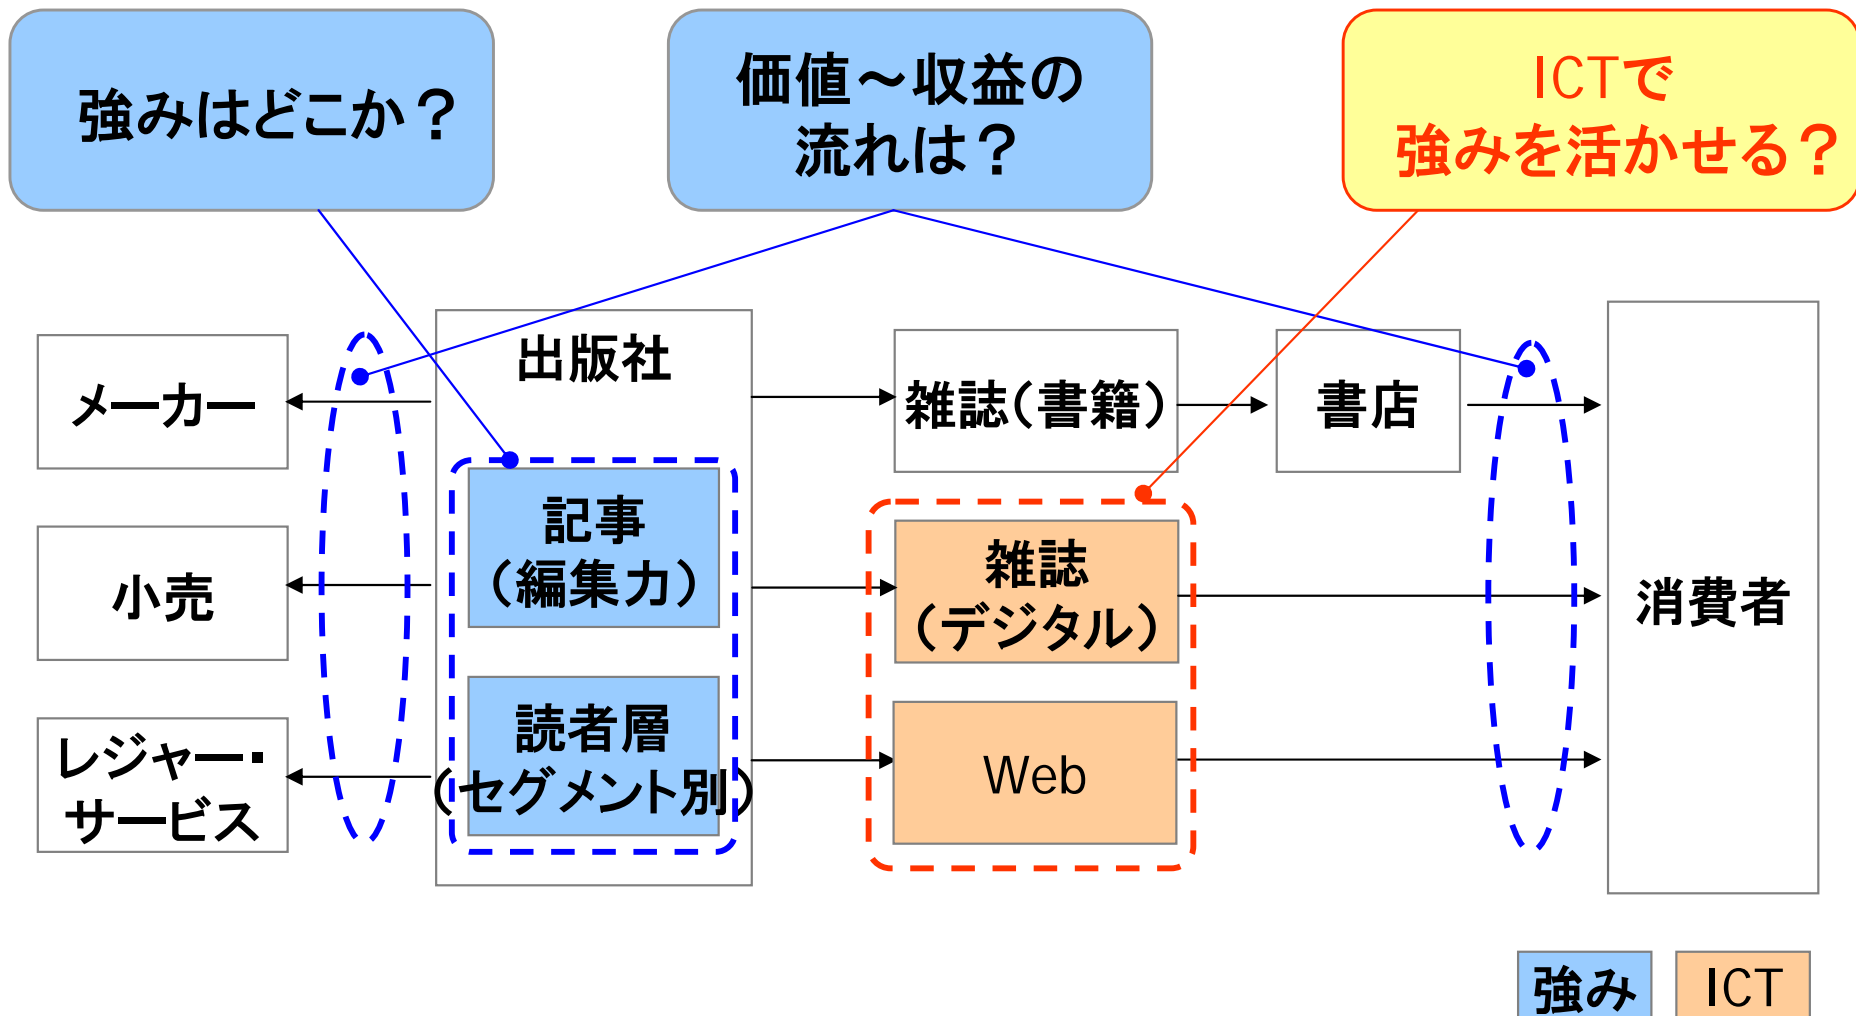 強みはどこか？
価値～収益の
流れは？
ICTで
強みを活かせる？
メーカー
小売
レジャー・
サービス
出版社
記事
（編集力）
読者層
（セグメント別）
雑誌（書籍）
雑誌
（デジタル）
Web
書店
消費者
強み
ICT